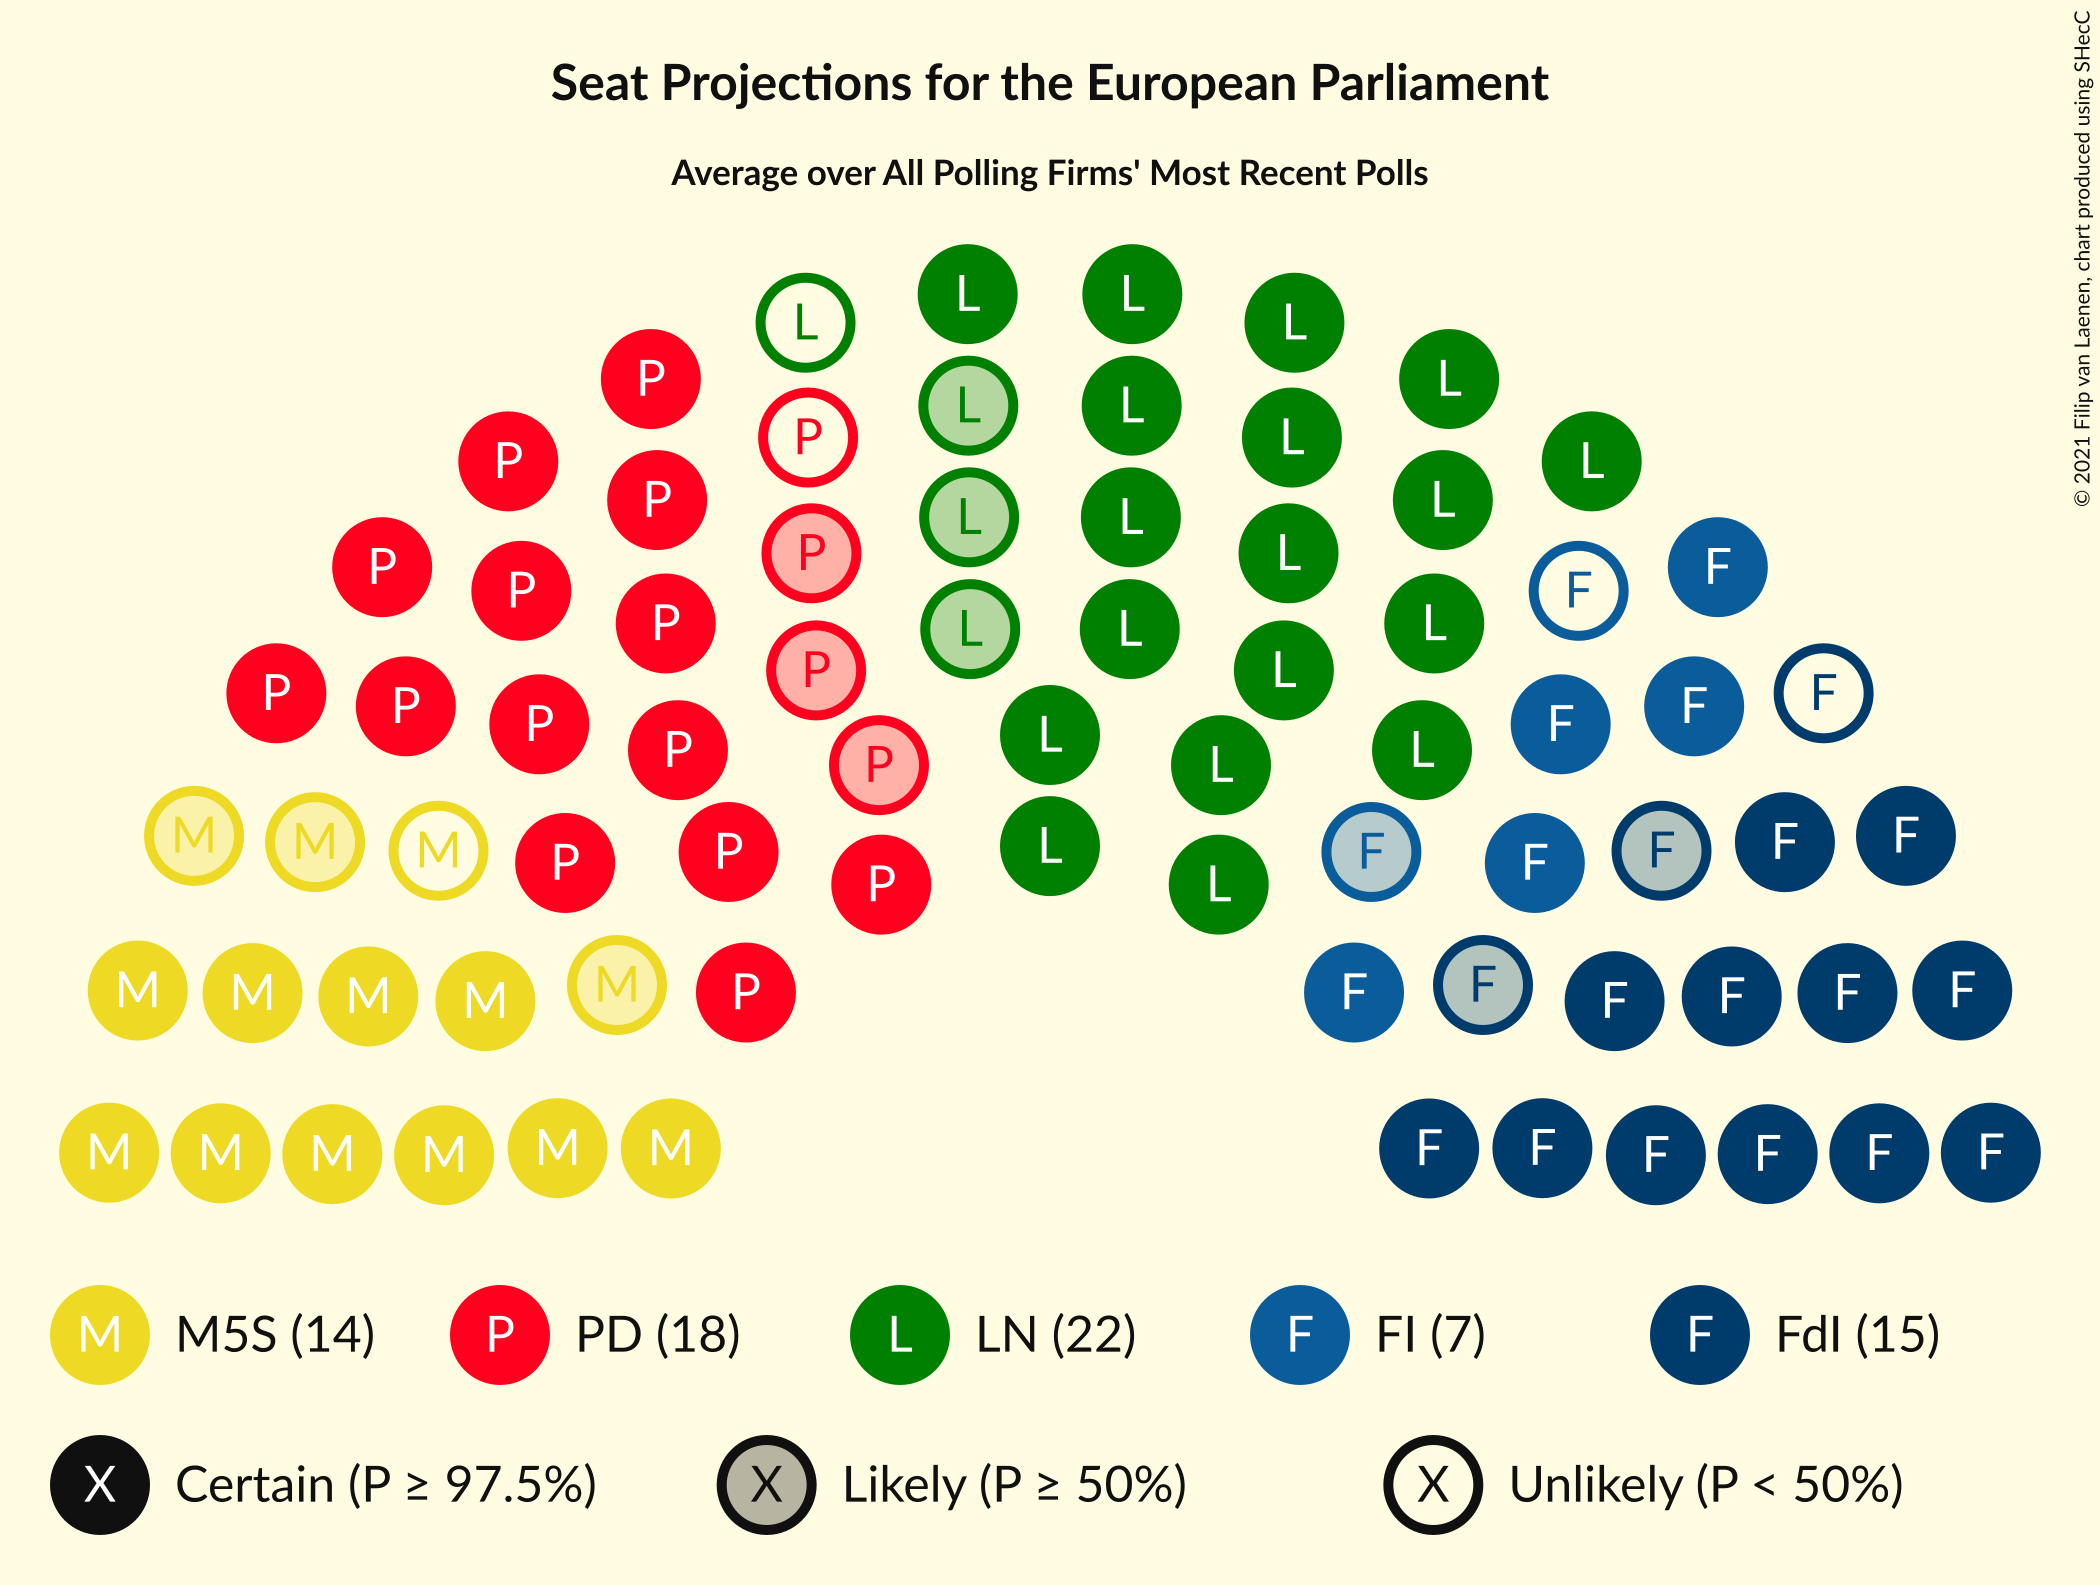 Seat Projections for the European Parliament
Average over All Polling Firms' Most Recent Polls
© 2021 Filip van Laenen, chart produced using SHecC
L L
L L
P L L L L
P L
P P L
P L L
P L
P P F F
P L
P P L L
P L
P P F F F
P P F F
P L
P L L
M M M P P P L L F F F F F
M M M M M P F F F F F F
M M M M M M F F F F F F
M M5S (14) P PD (18) L LN (22) F FI (7) F FdI (15)
X Certain (P ≥ 97.5%) X Likely (P ≥ 50%) X Unlikely (P < 50%)